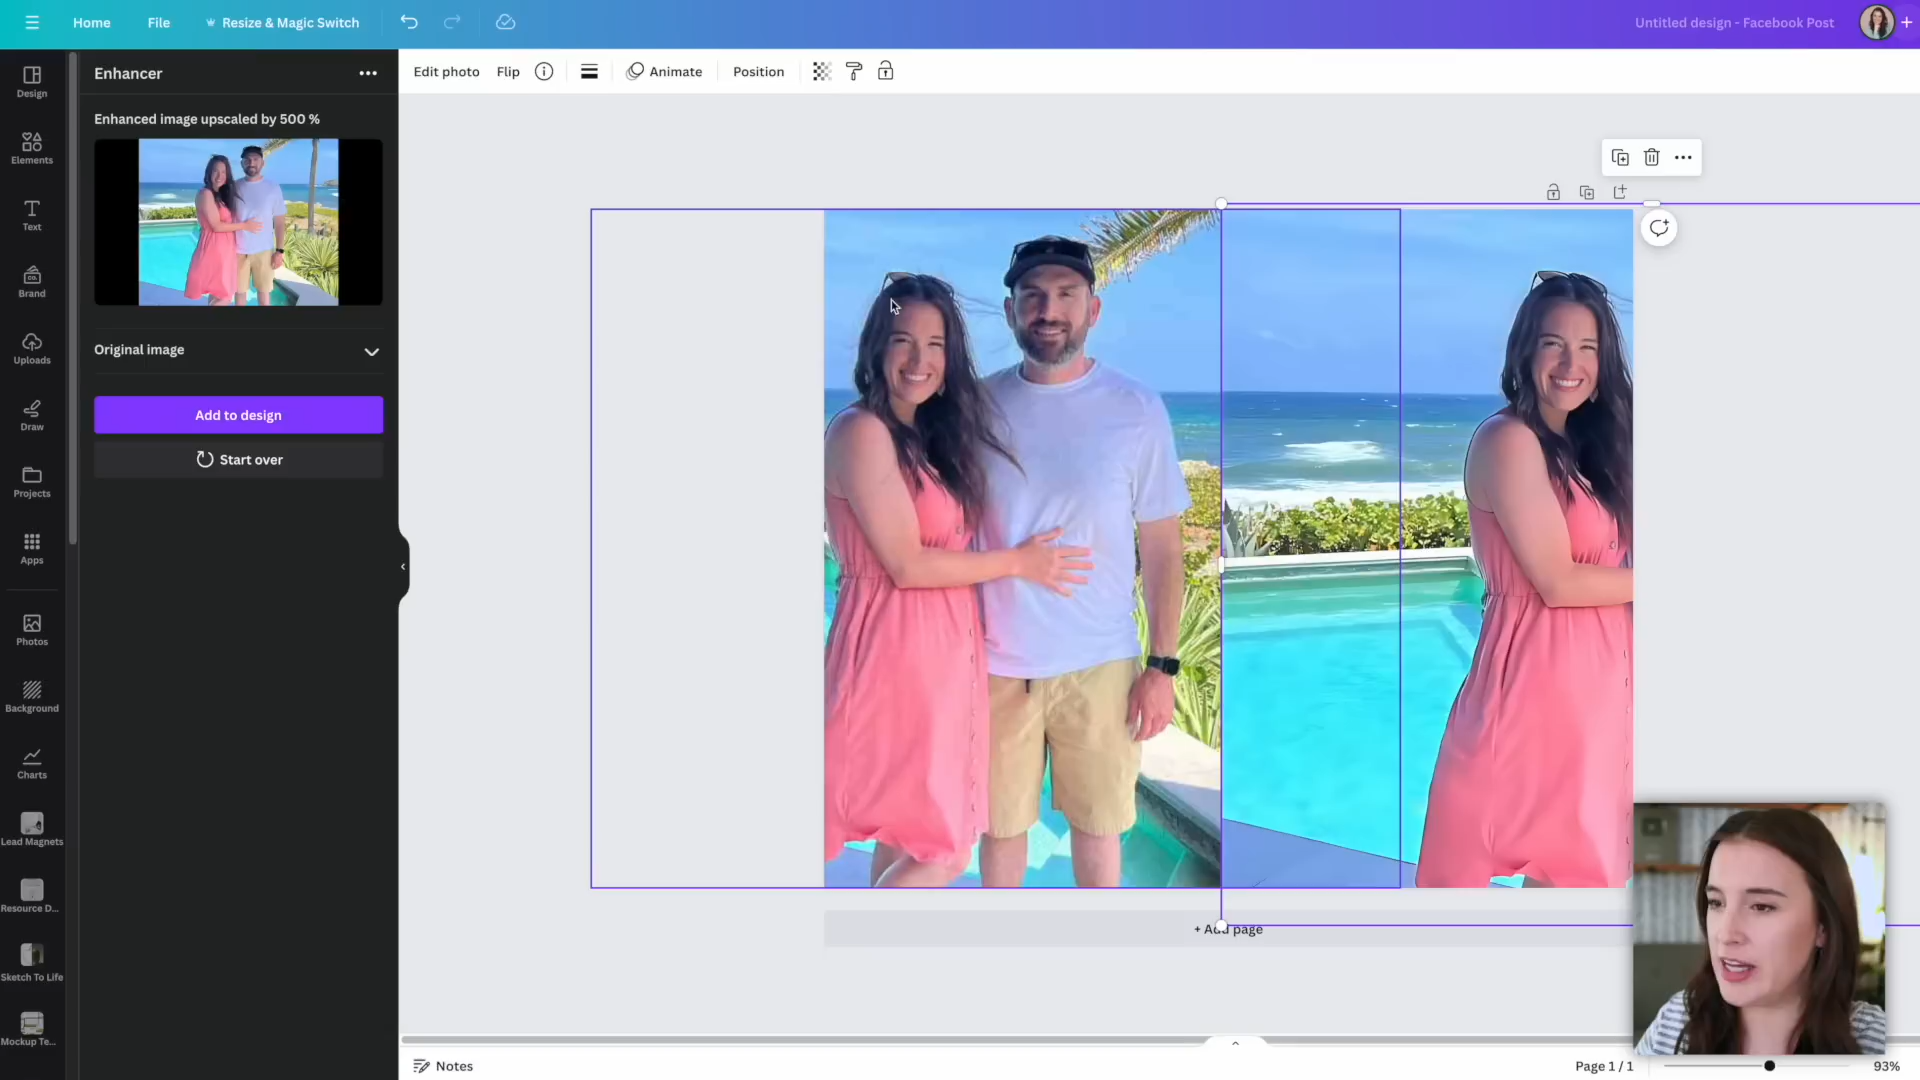 Home File Resize & Magic Switch
Untitled design - Facebook Post
Design
Elements
Text
Brand
Uploads
Draw
Projects
Apps
Photos
Background
Charts
Lead Magnets
Resource D...
Sketch To Life
Mockup Te...
Enhancer
Enhanced image upscaled by 500 %
Original image
Add to design
Start over
Edit photo Flip Animate Position
+ Add page
Notes
Page 1 / 1
93%